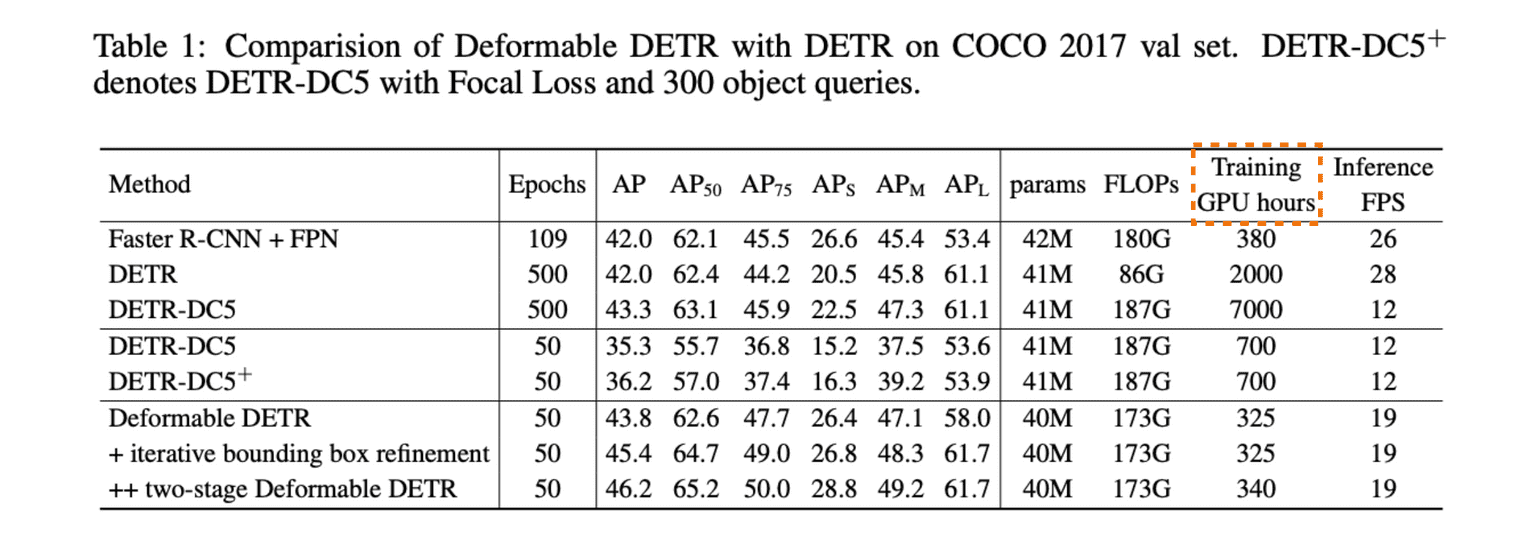 Table 1: Comparision of Deformable DETR with DETR on COCO 2017 val set. DETR-DC5+
denotes DETR-DC5 with Focal Loss and 300 object queries.
Method Epochs AP AP50 AP75 APS APM APL params FLOPs Training GPU hours Inference FPS
Faster R-CNN + FPN 109 42.0 62.1 45.5 26.6 45.4 53.4 42M 180G 380 26
DETR 500 42.0 62.4 44.2 20.5 45.8 61.1 41M 86G 2000 28
DETR-DC5 500 43.3 63.1 45.9 22.5 47.3 61.1 41M 187G 7000 12
DETR-DC5 50 35.3 55.7 36.8 15.2 37.5 53.6 41M 187G 700 12
DETR-DC5+ 50 36.2 57.0 37.4 16.3 39.2 53.9 41M 187G 700 12
Deformable DETR 50 43.8 62.6 47.7 26.4 47.1 58.0 40M 173G 325 19
+ iterative bounding box refinement 50 45.4 64.7 49.0 26.8 48.3 61.7 40M 173G 325 19
++ two-stage Deformable DETR 50 46.2 65.2 50.0 28.8 49.2 61.7 40M 173G 340 19